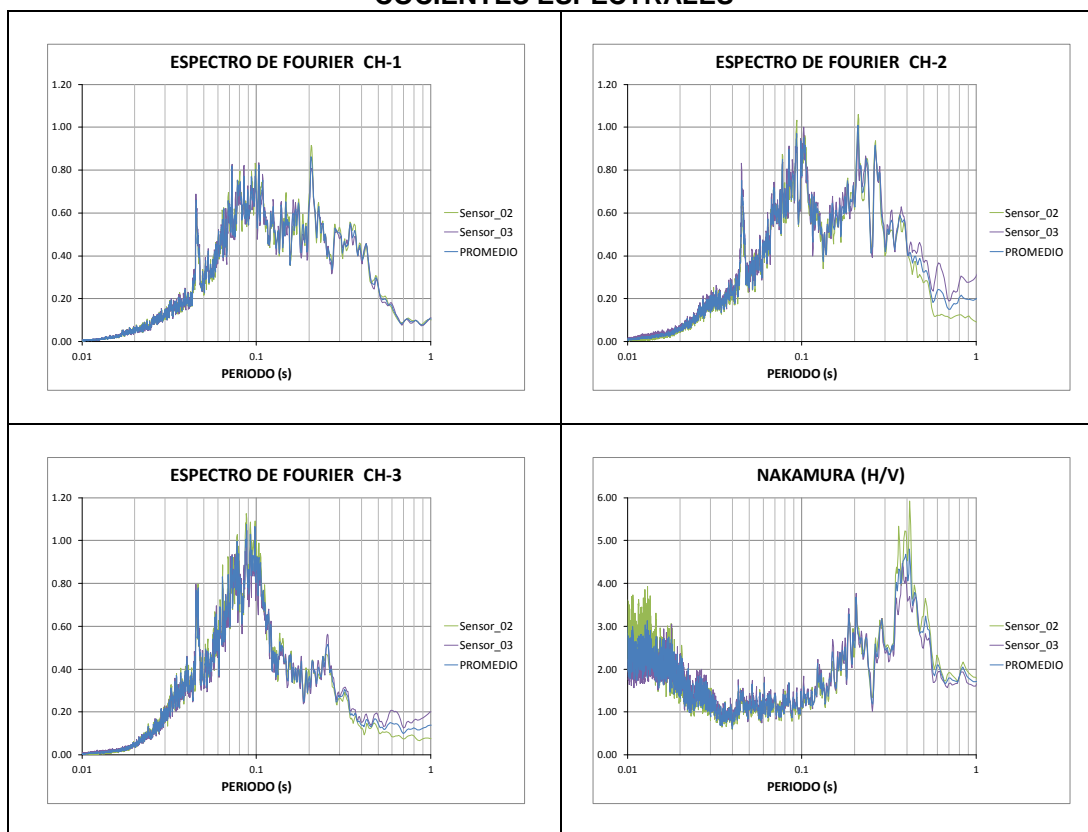 COCIENTES ESPECTRALES
ESPECTRO DE FOURIER CH-1
1.20
1.00
0.80
0.60
0.40
0.20
0.00
0.01
0.1
1
PERIODO (s)
Sensor_02
Sensor_03
PROMEDIO
ESPECTRO DE FOURIER CH-2
1.20
1.00
0.80
0.60
0.40
0.20
0.00
0.01
0.1
1
PERIODO (s)
Sensor_02
Sensor_03
PROMEDIO
ESPECTRO DE FOURIER CH-3
1.20
1.00
0.80
0.60
0.40
0.20
0.00
0.01
0.1
1
PERIODO (s)
Sensor_02
Sensor_03
PROMEDIO
NAKAMURA (H/V)
6.00
5.00
4.00
3.00
2.00
1.00
0.00
0.01
0.1
1
PERIODO (s)
Sensor_02
Sensor_03
PROMEDIO